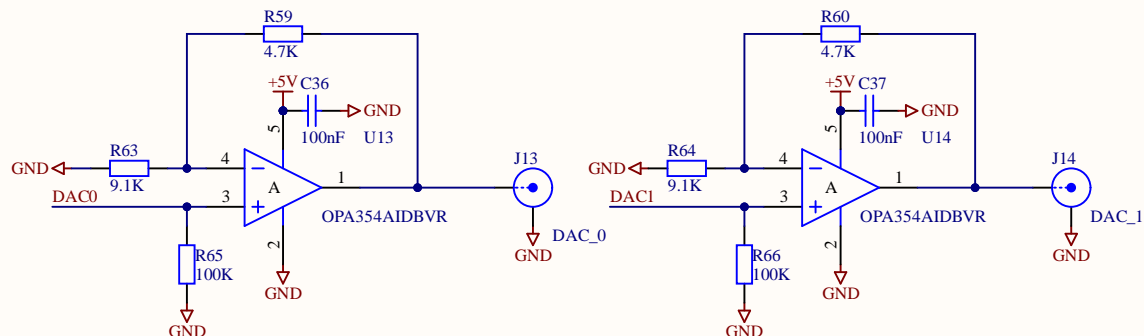 R59
4.7K
+5V
C36
GND
100nF
U13
5
GND
R63
9.1K
4
A
1
J13
DAC0
3
OPA354AIDBVR
DAC_0
2
R65
100K
GND
GND
GND
R60
4.7K
+5V
C37
GND
100nF
U14
5
GND
R64
9.1K
4
A
1
J14
DAC1
3
OPA354AIDBVR
DAC_1
2
R66
100K
GND
GND
GND